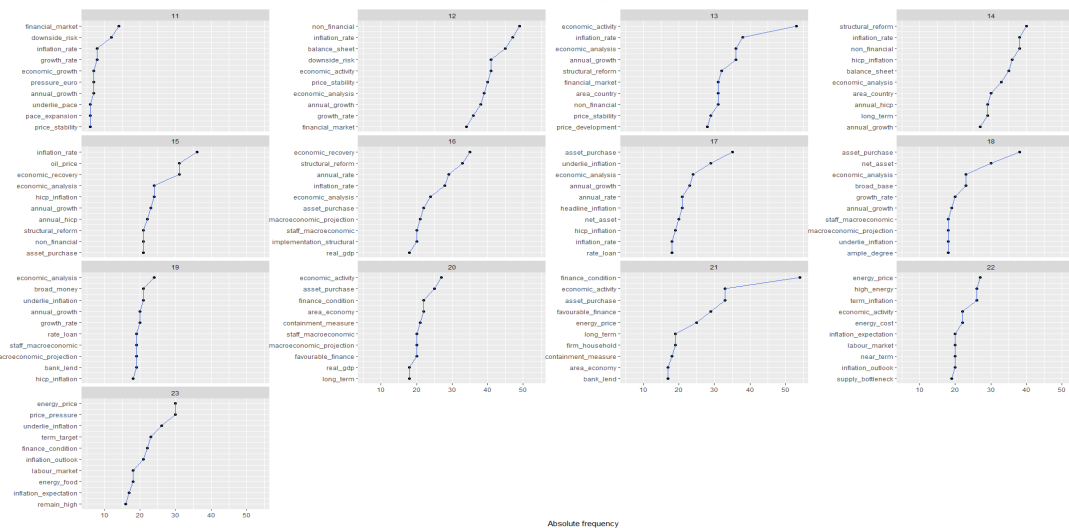 11
financial_market
downside_risk
inflation_rate
growth_rate
economic_growth
pressure_euro
annual_growth
underlie_pace
pace_expansion
price_stability
12
non_financial
inflation_rate
balance_sheet
downside_risk
economic_activity
price_stability
economic_analysis
annual_growth
growth_rate
financial_market
13
economic_activity
inflation_rate
economic_analysis
annual_growth
structural_reform
financial_market
area_country
non_financial
price_stability
price_development
14
structural_reform
inflation_rate
non_financial
hicp_inflation
balance_sheet
economic_analysis
area_country
annual_hicp
long_term
annual_growth
15
inflation_rate
oil_price
economic_recovery
economic_analysis
hicp_inflation
annual_growth
annual_hicp
structural_reform
non_financial
asset_purchase
16
economic_recovery
structural_reform
annual_rate
inflation_rate
economic_analysis
asset_purchase
macroeconomic_projection
staff_macroeconomic
implementation_structural
real_gdp
17
asset_purchase
underlie_inflation
economic_analysis
annual_growth
annual_rate
headline_inflation
net_asset
hicp_inflation
inflation_rate
rate_loan
18
asset_purchase
net_asset
economic_analysis
broad_base
growth_rate
annual_growth
staff_macroeconomic
macroeconomic_projection
underlie_inflation
ample_degree
19
economic_analysis
broad_money
underlie_inflation
annual_growth
growth_rate
rate_loan
staff_macroeconomic
macroeconomic_projection
bank_lend
hicp_inflation
20
economic_activity
asset_purchase
finance_condition
area_economy
containment_measure
staff_macroeconomic
macroeconomic_projection
favourable_finance
real_gdp
long_term
10 20 30 40 50
21
finance_condition
economic_activity
asset_purchase
favourable_finance
energy_price
long_term
firm_household
containment_measure
area_economy
bank_lend
10 20 30 40 50
22
energy_price
high_energy
term_inflation
economic_activity
energy_cost
inflation_expectation
labour_market
near_term
inflation_outlook
supply_bottleneck
10 20 30 40 50
23
energy_price
price_pressure
underlie_inflation
term_target
finance_condition
inflation_outlook
labour_market
energy_food
inflation_expectation
remain_high
10 20 30 40 50
Absolute frequency